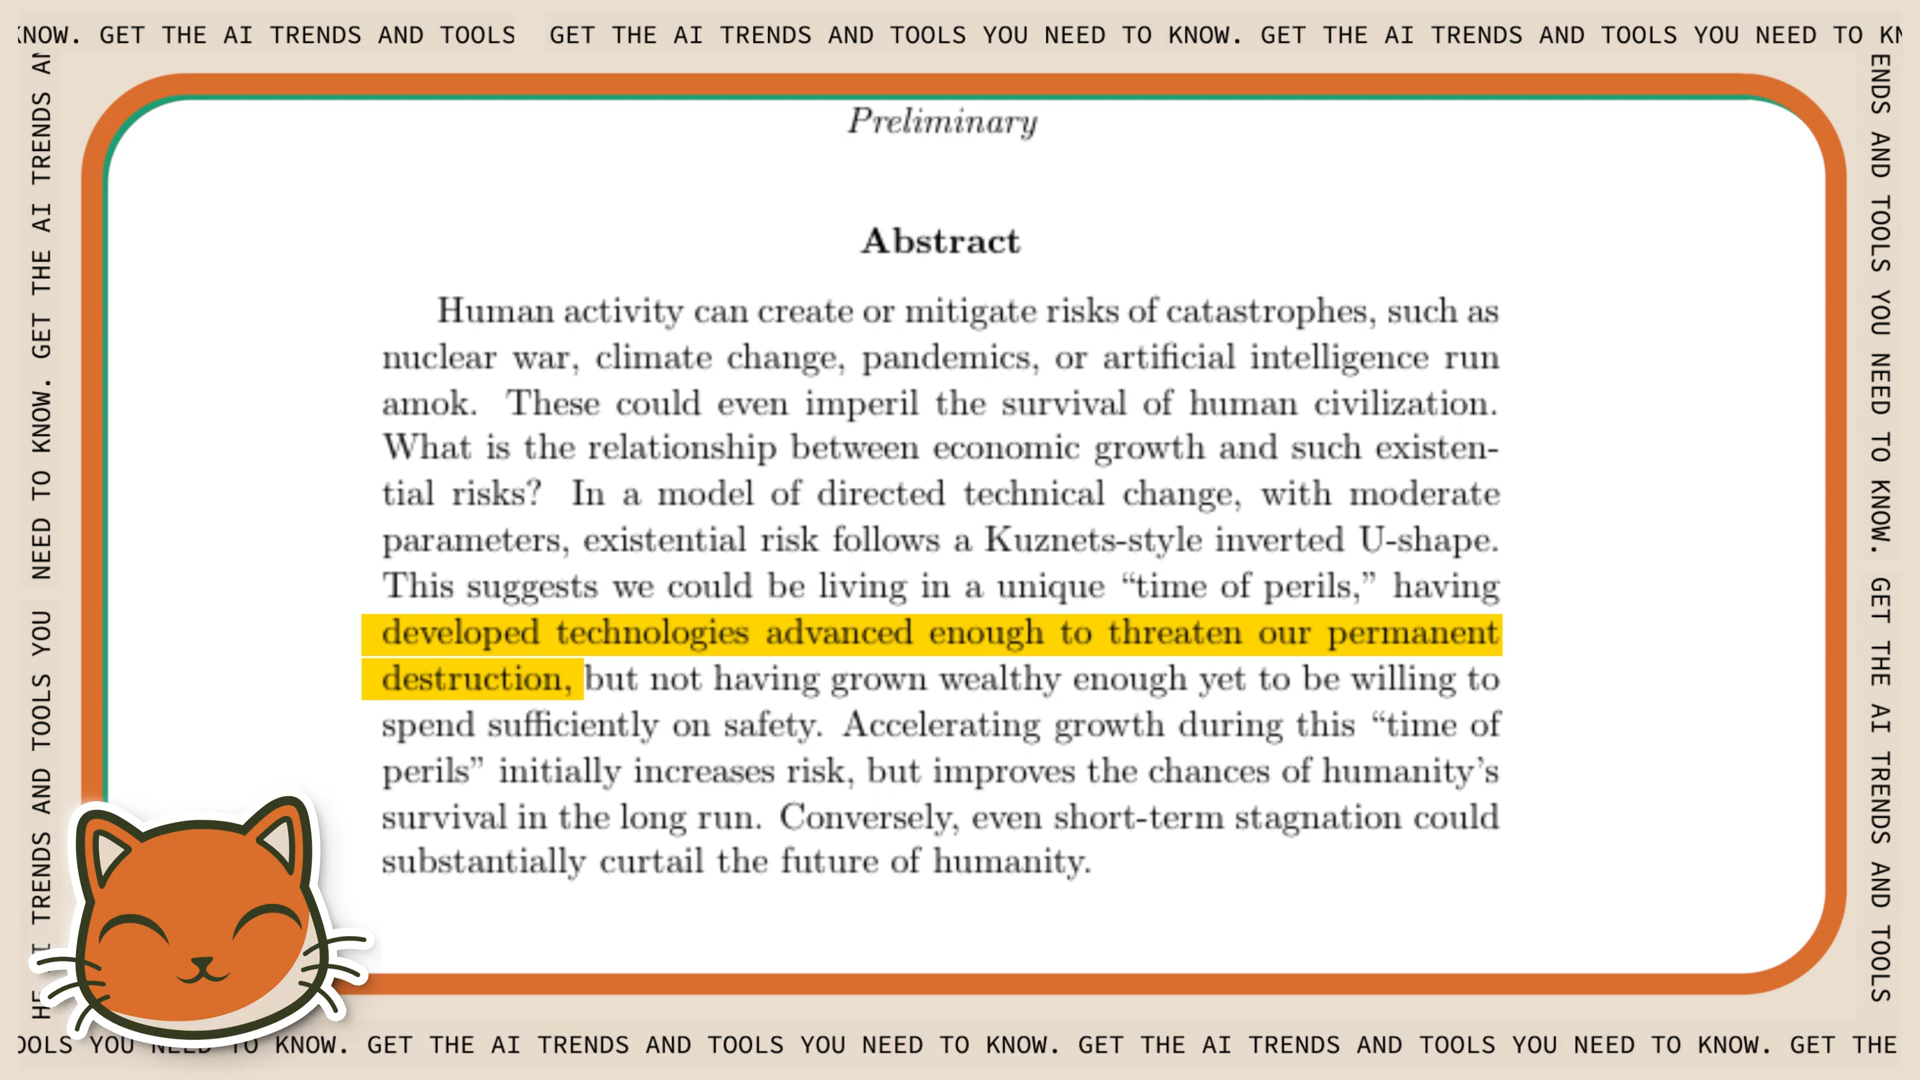 KNOW. GET THE AI TRENDS AND TOOLS GET THE AI TRENDS AND TOOLS YOU NEED TO KNOW. GET THE AI TRENDS AND TOOLS YOU NEED TO KN
Preliminary
Abstract
Human activity can create or mitigate risks of catastrophes, such as
nuclear war, climate change, pandemics, or artificial intelligence run
amok. These could even imperil the survival of human civilization.
What is the relationship between economic growth and such existen-
tial risks? In a model of directed technical change, with moderate
parameters, existential risk follows a Kuznets-style inverted U-shape.
This suggests we could be living in a unique “time of perils,” having
developed technologies advanced enough to threaten our permanent
destruction, but not having grown wealthy enough yet to be willing to
spend sufficiently on safety. Accelerating growth during this “time of
perils” initially increases risk, but improves the chances of humanity’s
survival in the long run. Conversely, even short-term stagnation could
substantially curtail the future of humanity.
HE AI TRENDS AND TOOLS YOU NEED TO KNOW. GET THE AI TRENDS AN
ENDS AND TOOLS YOU NEED TO KNOW. GET THE AI TRENDS AND TOOLS
OOLS YOU NEED TO KNOW. GET THE AI TRENDS AND TOOLS YOU NEED TO KNOW. GET THE AI TRENDS AND TOOLS YOU NEED TO KNOW. GET THE